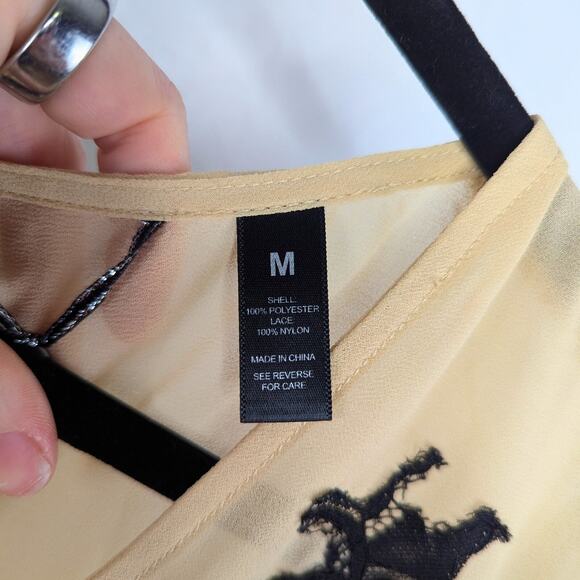 M
SHELL:
100% POLYESTER
LACE
100% NYLON
MADE IN CHINA
SEE REVERSE
FOR CARE